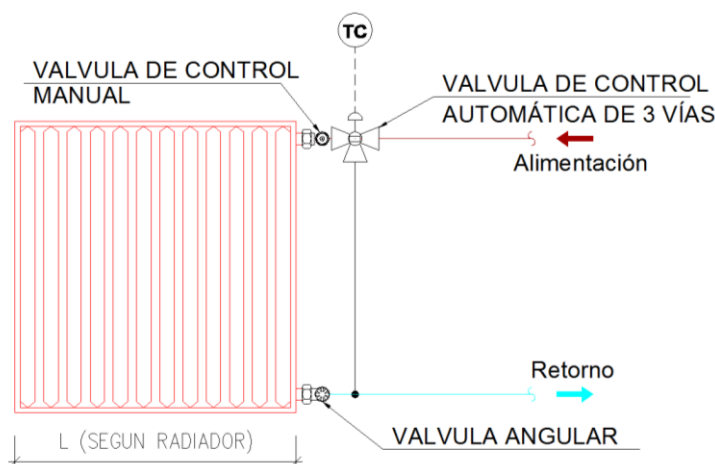 TC
VALVULA DE CONTROL
MANUAL
VALVULA DE CONTROL
AUTOMÁTICA DE 3 VÍAS
Alimentación
Retorno
VALVULA ANGULAR
L (SEGUN RADIADOR)